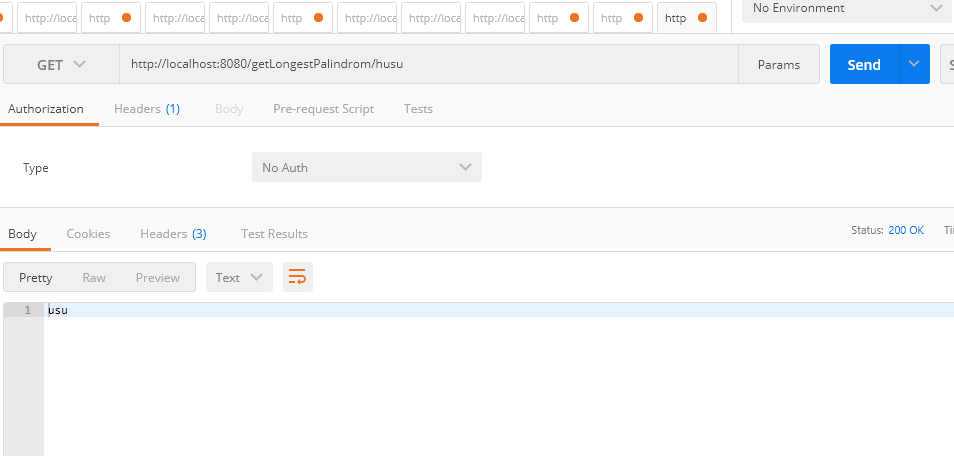 http://loca http http://loca http://loca http http://loca http://loca http://loca http http http No Environment
GET http://localhost:8080/getLongestPalindrom/husu Params Send
Authorization Headers (1) Body Pre-request Script Tests
Type No Auth
Body Cookies Headers (3) Test Results Status: 200 OK
Pretty Raw Preview Text
1 usu